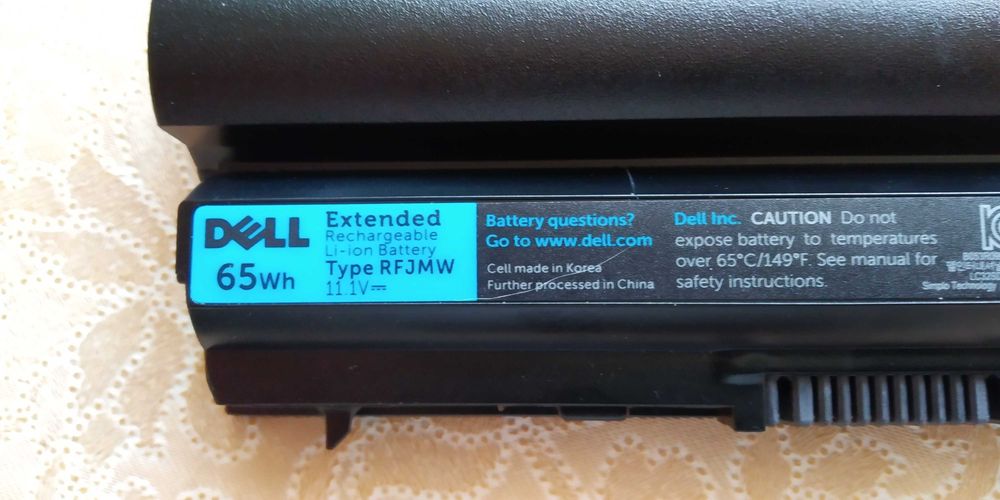 DELL
65Wh
Extended
Rechargeable
Li-ion Battery
Type RFJMW
11.1V⎓
Battery questions?
Go to www.dell.com
Cell made in Korea
Further processed in China
Dell Inc. CAUTION Do not
expose battery to temperatures
over 65°C/149°F. See manual for
safety instructions.
Simplo Technology